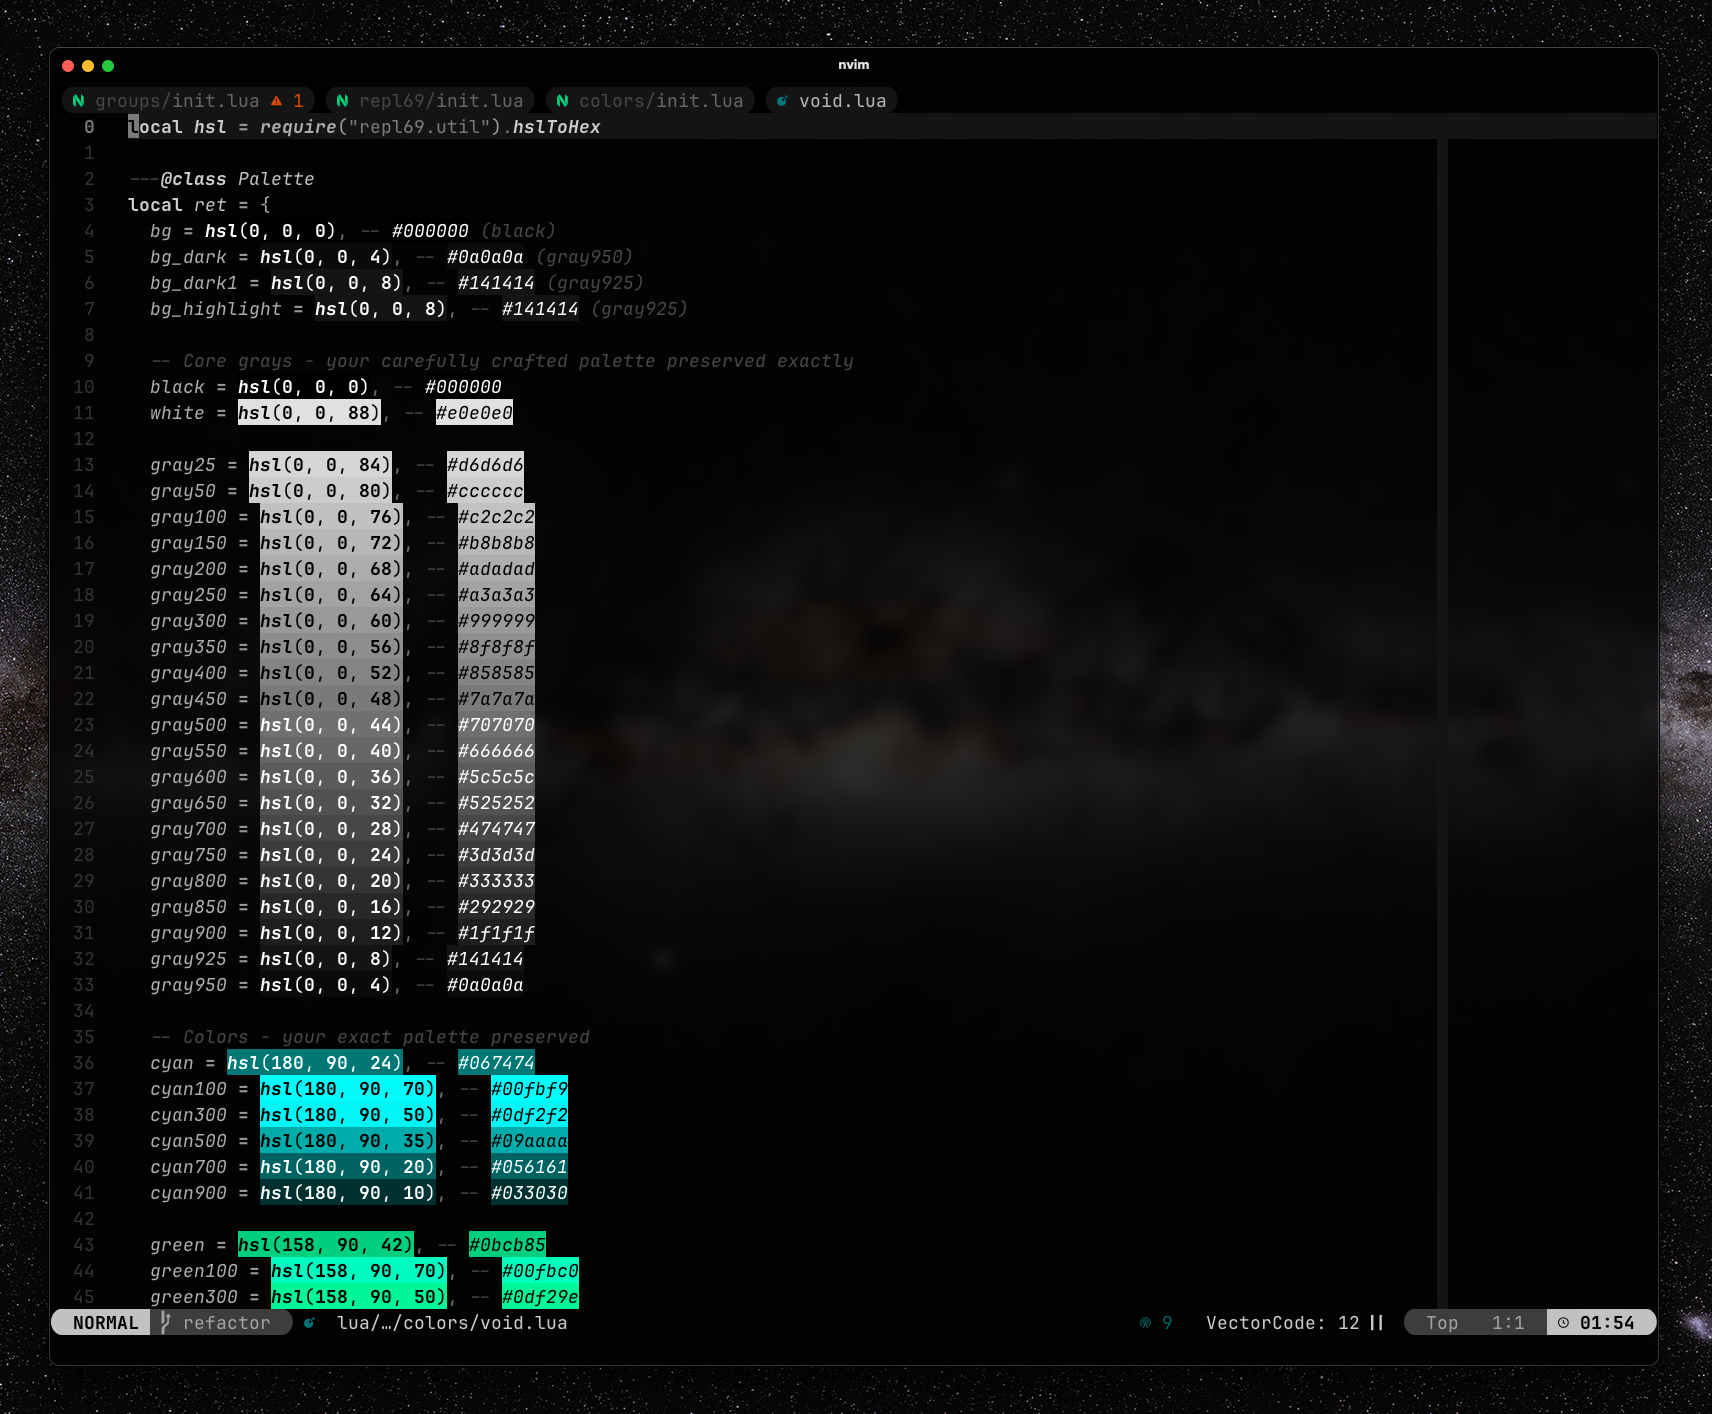 nvim
groups/init.lua 1 repl69/init.lua colors/init.lua void.lua
0 local hsl = require("repl69.util").hslToHex
1
2 ---@class Palette
3 local ret = {
4 bg = hsl(0, 0, 0), -- #000000 (black)
5 bg_dark = hsl(0, 0, 4), -- #0a0a0a (gray950)
6 bg_dark1 = hsl(0, 0, 8), -- #141414 (gray925)
7 bg_highlight = hsl(0, 0, 8), -- #141414 (gray925)
8
9 -- Core grays - your carefully crafted palette preserved exactly
10 black = hsl(0, 0, 0), -- #000000
11 white = hsl(0, 0, 88), -- #e0e0e0
12
13 gray25 = hsl(0, 0, 84), -- #d6d6d6
14 gray50 = hsl(0, 0, 80), -- #cccccc
15 gray100 = hsl(0, 0, 76), -- #c2c2c2
16 gray150 = hsl(0, 0, 72), -- #b8b8b8
17 gray200 = hsl(0, 0, 68), -- #adadad
18 gray250 = hsl(0, 0, 64), -- #a3a3a3
19 gray300 = hsl(0, 0, 60), -- #999999
20 gray350 = hsl(0, 0, 56), -- #8f8f8f
21 gray400 = hsl(0, 0, 52), -- #858585
22 gray450 = hsl(0, 0, 48), -- #7a7a7a
23 gray500 = hsl(0, 0, 44), -- #707070
24 gray550 = hsl(0, 0, 40), -- #666666
25 gray600 = hsl(0, 0, 36), -- #5c5c5c
26 gray650 = hsl(0, 0, 32), -- #525252
27 gray700 = hsl(0, 0, 28), -- #474747
28 gray750 = hsl(0, 0, 24), -- #3d3d3d
29 gray800 = hsl(0, 0, 20), -- #333333
30 gray850 = hsl(0, 0, 16), -- #292929
31 gray900 = hsl(0, 0, 12), -- #1f1f1f
32 gray925 = hsl(0, 0, 8), -- #141414
33 gray950 = hsl(0, 0, 4), -- #0a0a0a
34
35 -- Colors - your exact palette preserved
36 cyan = hsl(180, 90, 24), -- #067474
37 cyan100 = hsl(180, 90, 70), -- #00fbf9
38 cyan300 = hsl(180, 90, 50), -- #0df2f2
39 cyan500 = hsl(180, 90, 35), -- #09aaaa
40 cyan700 = hsl(180, 90, 20), -- #056161
41 cyan900 = hsl(180, 90, 10), -- #033030
42
43 green = hsl(158, 90, 42), -- #0bcb85
44 green100 = hsl(158, 90, 70), -- #00fbc0
45 green300 = hsl(158, 90, 50), -- #0df29e
NORMAL refactor lua/…/colors/void.lua 9 VectorCode: 12 Top 1:1 01:54